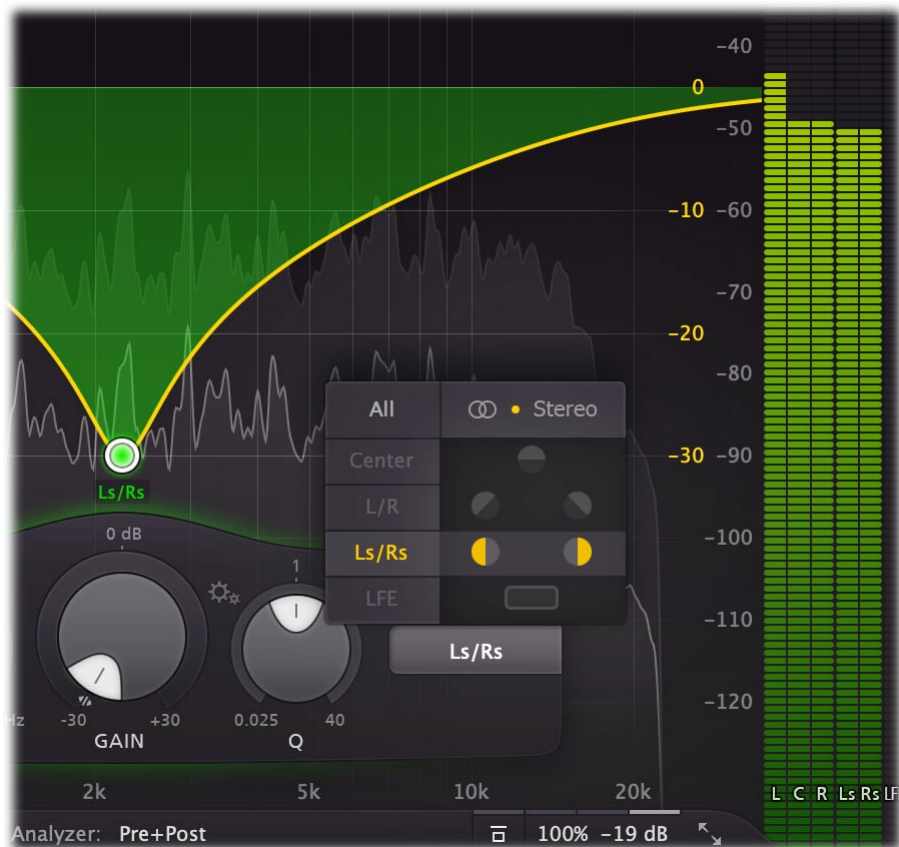 -40
0
-50
-10 -60
-70
-20
-80
All Stereo
Center
-30 -90
Ls/Rs
L/R
0 dB
-100
Ls/Rs
1
LFE
-110
Ls/Rs
-120
Hz -30 +30 0.025 40
GAIN Q
2k 5k 10k 20k L C R Ls Rs LF
Analyzer: Pre+Post 100% -19 dB